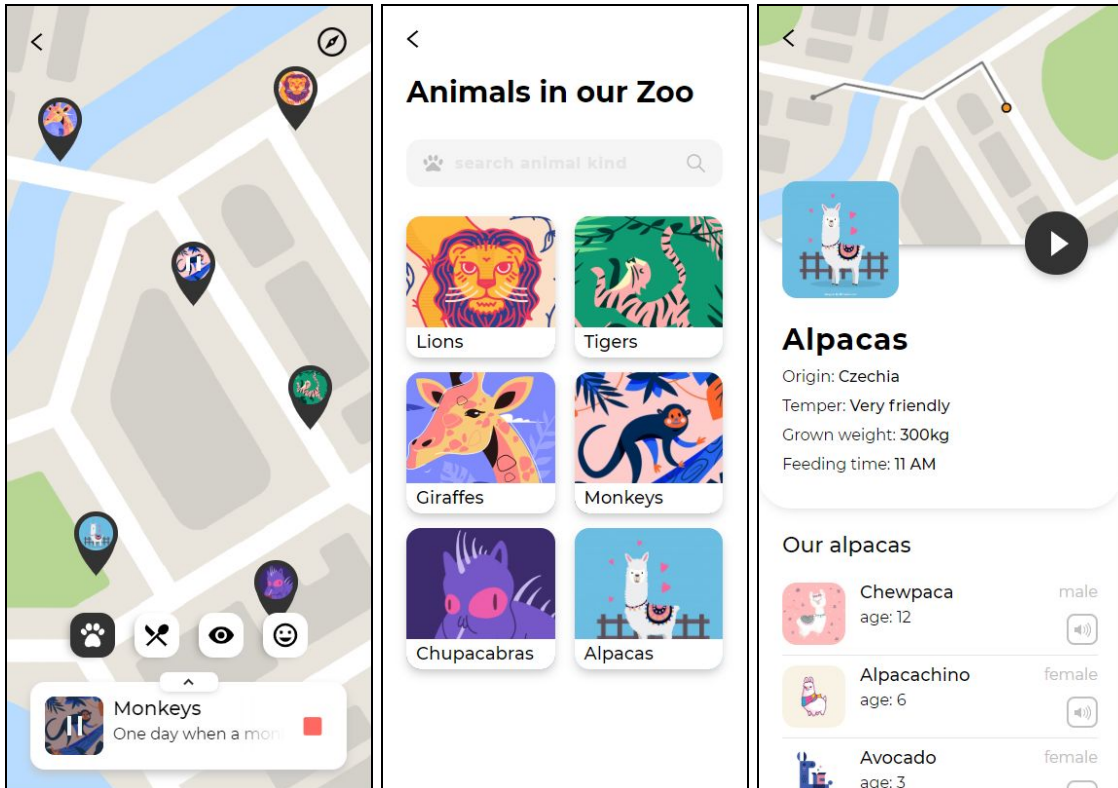 Monkeys
One day when a mon
Animals in our Zoo
search animal kind
Lions
Tigers
Giraffes
Monkeys
Chupacabras
Alpacas
Alpacas
Origin: Czechia
Temper: Very friendly
Grown weight: 300kg
Feeding time: 11 AM
Our alpacas
Chewpaca
male
age: 12
Alpacachino
female
age: 6
Avocado
female
age: 3